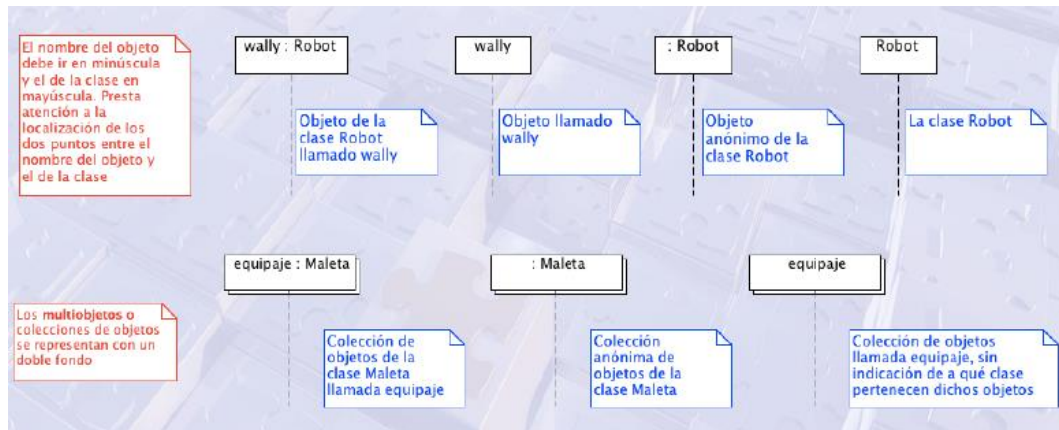 El nombre del objeto
debe ir en minúscula
y el de la clase en
mayúscula. Presta
atención a la
localización de los
dos puntos entre el
nombre del objeto y
el de la clase
wally : Robot
Objeto de la
clase Robot
llamado wally
wally
Objeto llamado
wally
: Robot
Objeto
anónimo de la
clase Robot
Robot
La clase Robot
Los multiobjetos o
colecciones de objetos
se representan con un
doble fondo
equipaje : Maleta
Colección de
objetos de la
clase Maleta
llamada equipaje
: Maleta
Colección
anónima de
objetos de la
clase Maleta
equipaje
Colección de objetos
llamada equipaje, sin
indicación de a qué clase
pertenecen dichos objetos